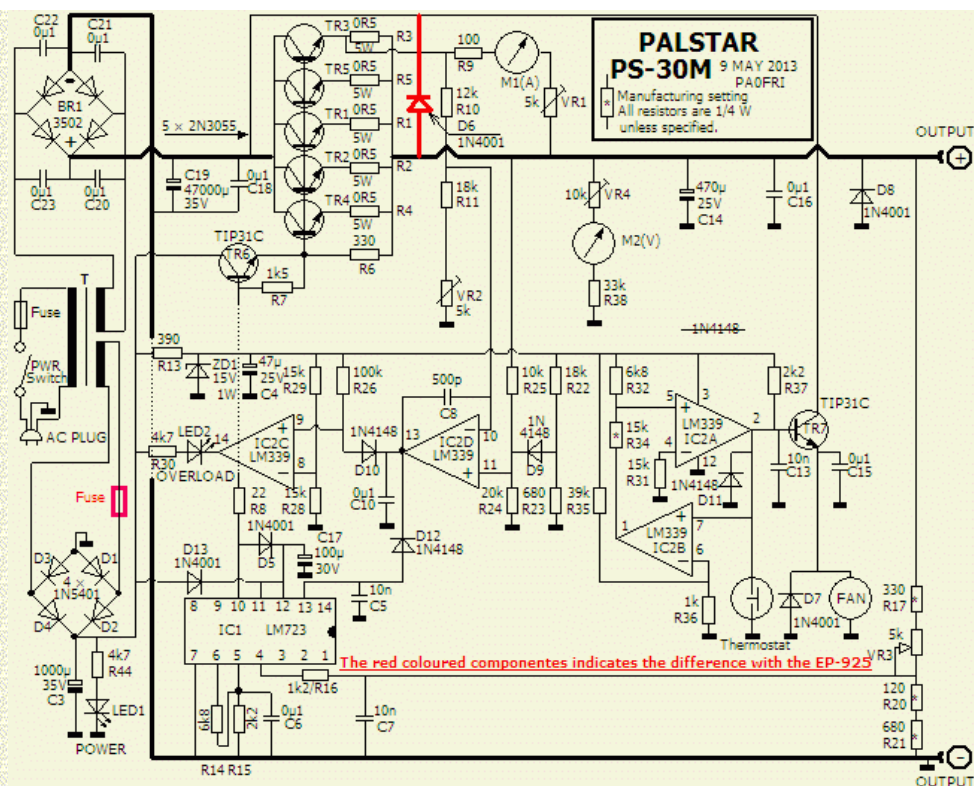 C22
0µ1
C21
0µ1
BR1
3502
5 × 2N3055
0µ1
C23
0µ1
C20
C19
47000µ
35V
0µ1
C18
TR3
0R5
5W
R3
TR5
0R5
5W
R5
TR1
0R5
5W
R1
TR2
0R5
5W
R2
TR4
0R5
5W
R4
330
R6
TIP31C
TR6
1k5
R7
100
R9
M1(A)
5k
VR1
12k
R10
D6
1N4001
18k
R11
VR2
5k
PALSTAR
PS-30M
9 MAY 2013
PA0FRI
*
Manufacturing setting
All resistors are 1/4 W
unless specified.
OUTPUT
+
10k
VR4
M2(V)
33k
R38
470µ
25V
C14
0µ1
C16
D8
1N4001
T
Fuse
PWR
Switch
AC PLUG
390
R13
ZD1
15V
1W
47µ
25V
C4
15k
R29
100k
R26
500p
C8
10k
R25
18k
R22
1N4148
6k8
R32
2k2
R37
TIP31C
TR7
4k7
R30
LED2
OVERLOAD
14
IC2C
LM339
9
8
+
−
1N4148
D10
13
IC2D
LM339
10
11
−
+
1N
4148
D9
*
15k
R34
15k
R31
5
4
3
2
12
+
−
LM339
IC2A
1N4148
D11
10n
C13
0µ1
C15
Fuse
22
R8
15k
R28
0µ1
C10
20k
R24
680
R23
39k
R35
LM339
IC2B
1
7
6
+
−
1k
R36
Thermostat
D7
1N4001
FAN
D3
D1
4 ×
1N5401
D4
D2
D13
1N4001
1N4001
D5
C17
100µ
30V
D12
1N4148
10n
C5
8 9 10 11 12 13 14
IC1 LM723
7 6 5 4 3 2 1
330
R17
*
5k
VR3
120
R20
*
680
R21
*
The red coloured componentes indicates the difference with the EP-925
1000µ
35V
C3
4k7
R44
LED1
POWER
6k8
R14
2k2
R15
0µ1
C6
1k2/R16
10n
C7
−
OUTPUT